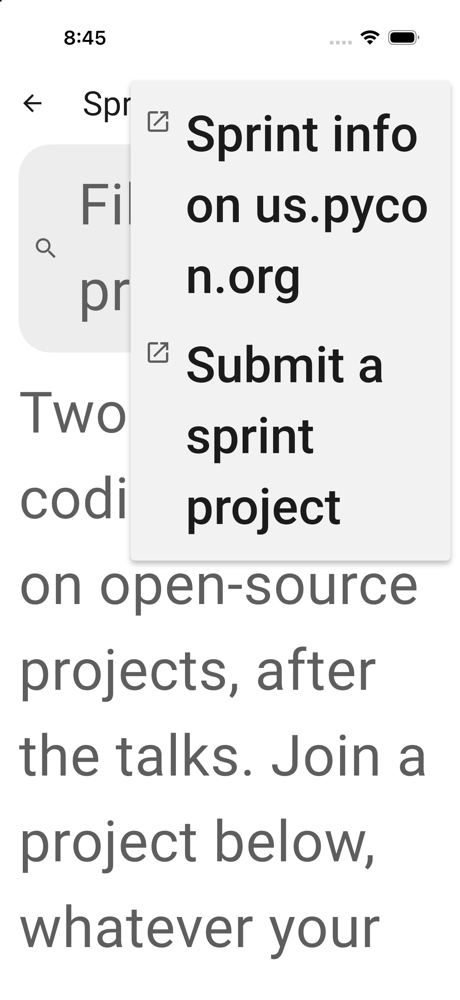 8:45
Spr
Sprint info
on us.pyco
n.org
Submit a
sprint
project
Fil
pr
Two
codi
on open-source
projects, after
the talks. Join a
project below,
whatever your